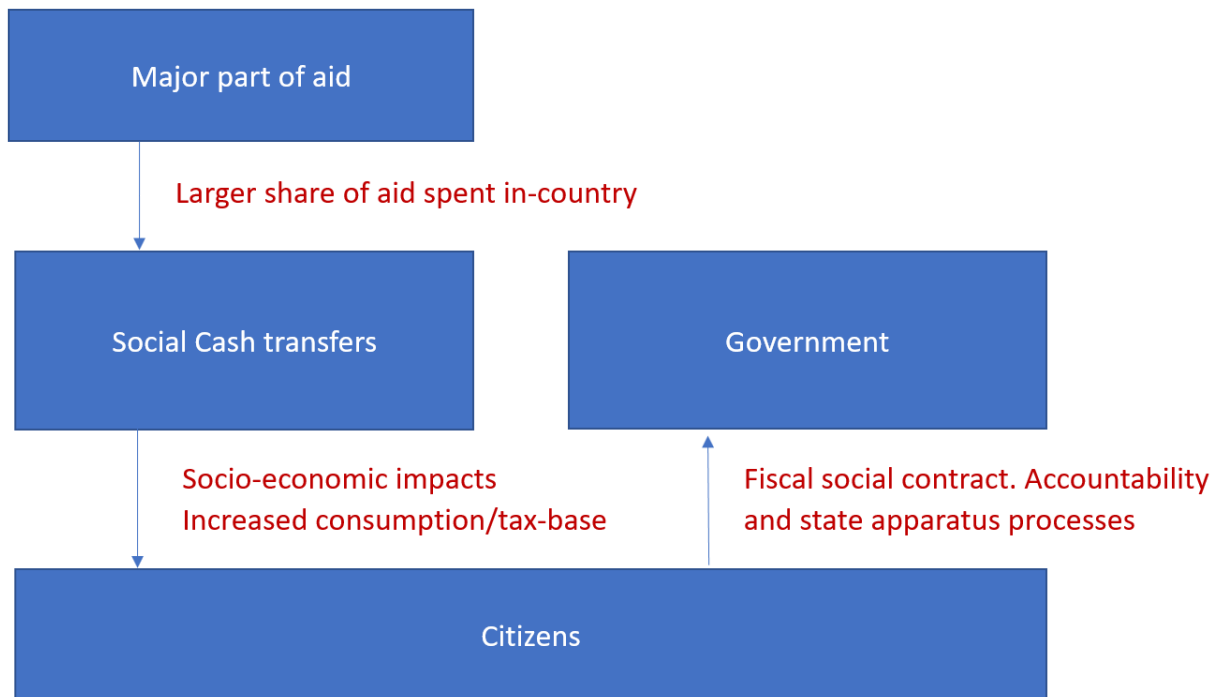 Major part of aid
Larger share of aid spent in-country
Social Cash transfers
Government
Socio-economic impacts
Increased consumption/tax-base
Fiscal social contract. Accountability
and state apparatus processes
Citizens